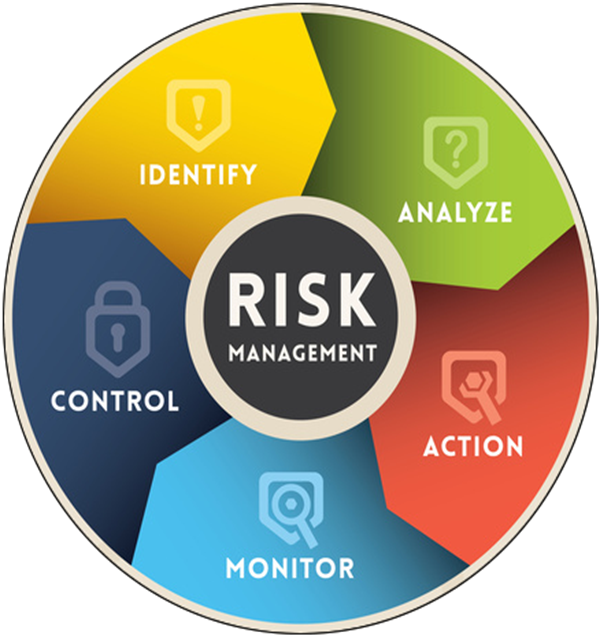 IDENTIFY
ANALYZE
RISK
MANAGEMENT
CONTROL
ACTION
MONITOR